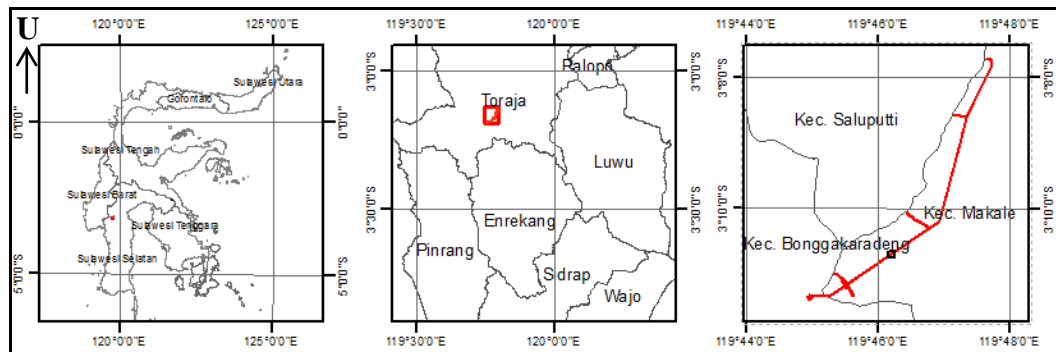 U
120°0'0"E 125°0'0"E
0°0'0" 0°0'0"
5°0'0"S 5°0'0"S
Sulawesi Utara
Gorontalo
Sulawesi Tengah
Sulawesi Barat
Sulawesi Tenggara
Sulawesi Selatan
120°0'0"E 125°0'0"E
119°30'0"E 120°0'0"E
3°0'0"S 3°0'0"S
3°30'0"S 3°30'0"S
Palopo
Toraja
Luwu
Enrekang
Pinrang
Sidrap
Wajo
119°30'0"E 120°0'0"E
119°44'0"E 119°46'0"E 119°48'0"E
3°8'0"S 3°8'0"S
3°10'0"S 3°10'0"S
Kec. Saluputti
Kec. Makale
Kec. Bonggakaradeng
119°44'0"E 119°46'0"E 119°48'0"E